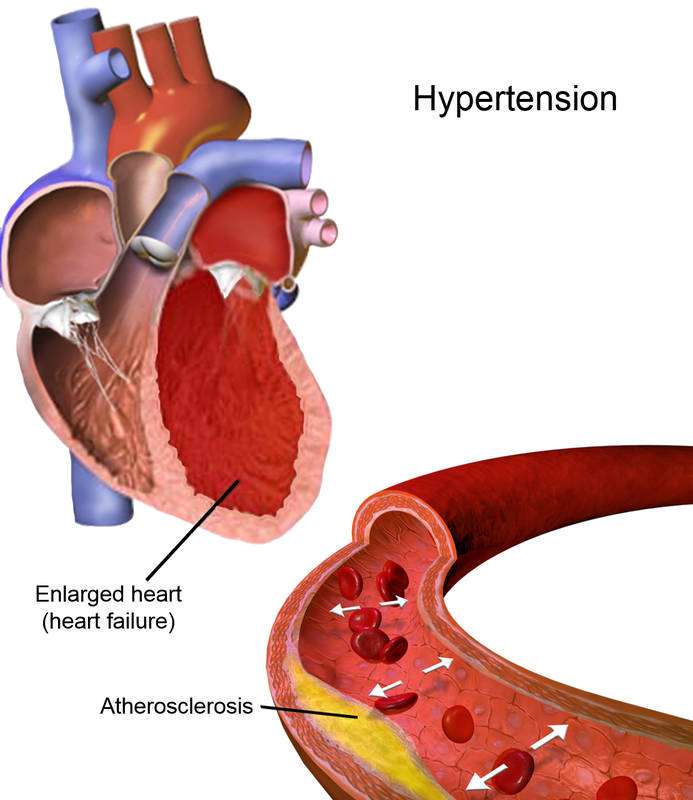 Hypertension
Enlarged heart
(heart failure)
Atherosclerosis